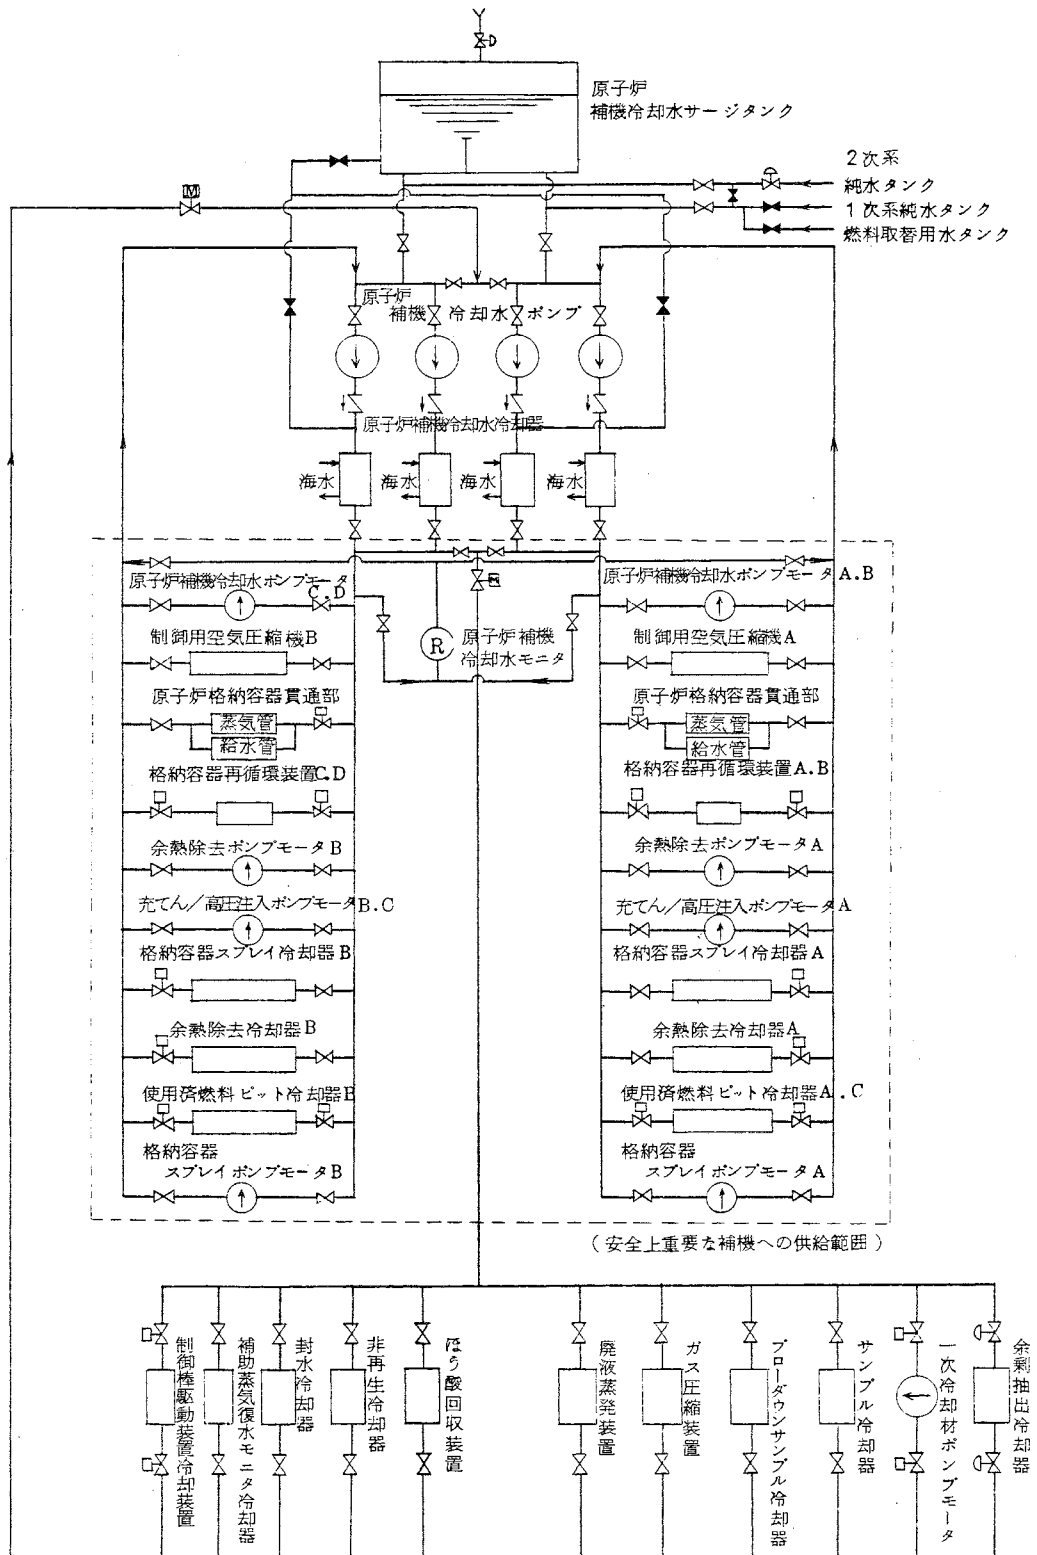 原子炉
補機冷却水サージタンク
2次系
純水タンク
1次系純水タンク
燃料取替用水タンク
M
原子炉
補機冷却水ポンプ
原子炉補機冷却水冷却器
海水
海水
海水
海水
原子炉補機冷却水ポンプモータ
C.D
制御用空気圧縮機B
原子炉格納容器貫通部
蒸気管
給水管
格納容器再循環装置C.D
余熱除去ポンプモータB
充てん/高圧注入ポンプモータB.C
格納容器スプレイ冷却器B
余熱除去冷却器B
使用済燃料ピット冷却器B
格納容器
スプレイポンプモータB
M
R
原子炉補機
冷却水モニタ
原子炉補機冷却水ポンプモータA.B
制御用空気圧縮機A
原子炉格納容器貫通部
蒸気管
給水管
格納容器再循環装置A.B
余熱除去ポンプモータA
充てん/高圧注入ポンプモータA
格納容器スプレイ冷却器A
余熱除去冷却器A
使用済燃料ピット冷却器A.C
格納容器
スプレイポンプモータA
(安全上重要な補機への供給範囲)
制御棒駆動装置冷却装置
補助蒸気復水モニタ冷却器
封水冷却器
非再生冷却器
ほう酸回収装置
廃液蒸発装置
ガス圧縮装置
ブローダウンサンプル冷却器
サンプル冷却器
一次冷却材ポンプモータ
余剰抽出冷却器